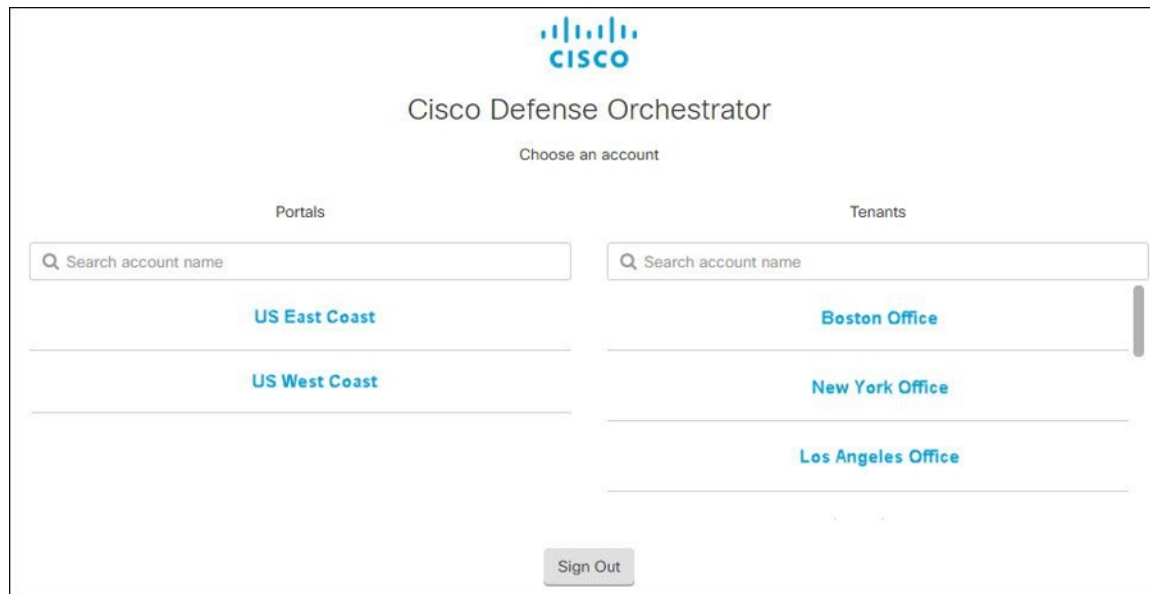 CISCO
Cisco Defense Orchestrator
Choose an account
Portals
Search account name
US East Coast
US West Coast
Tenants
Search account name
Boston Office
New York Office
Los Angeles Office
Sign Out